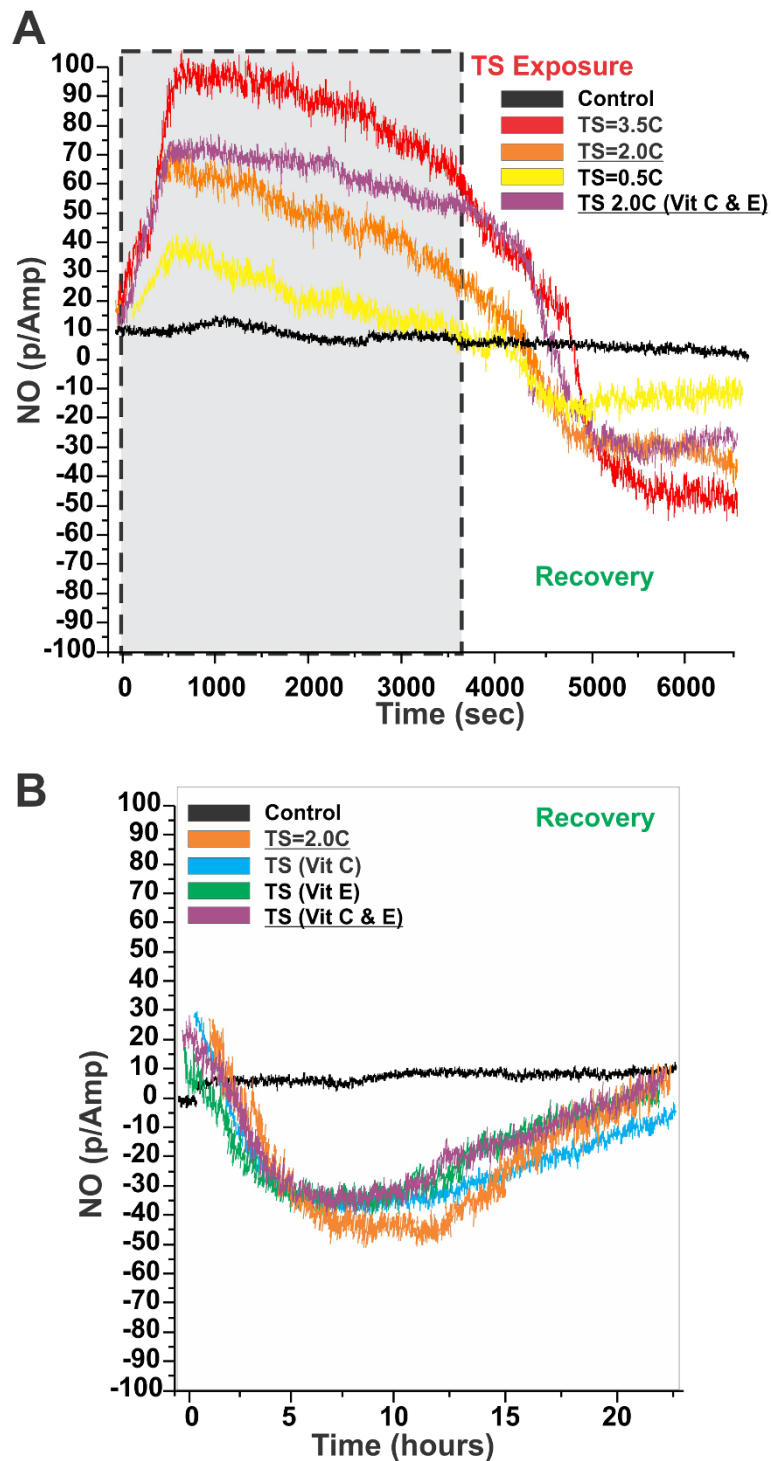 A
TS Exposure
Control
TS=3.5C
TS=2.0C
TS=0.5C
TS 2.0C (Vit C & E)
100
90
80
70
60
50
40
30
20
10
0
-10
-20
-30
-40
-50
-60
-70
-80
-90
-100
NO (p/Amp)
Recovery
0 1000 2000 3000 4000 5000 6000
Time (sec)
B
Control
TS=2.0C
TS (Vit C)
TS (Vit E)
TS (Vit C & E)
Recovery
100
90
80
70
60
50
40
30
20
10
0
-10
-20
-30
-40
-50
-60
-70
-80
-90
-100
NO (p/Amp)
0 5 10 15 20
Time (hours)